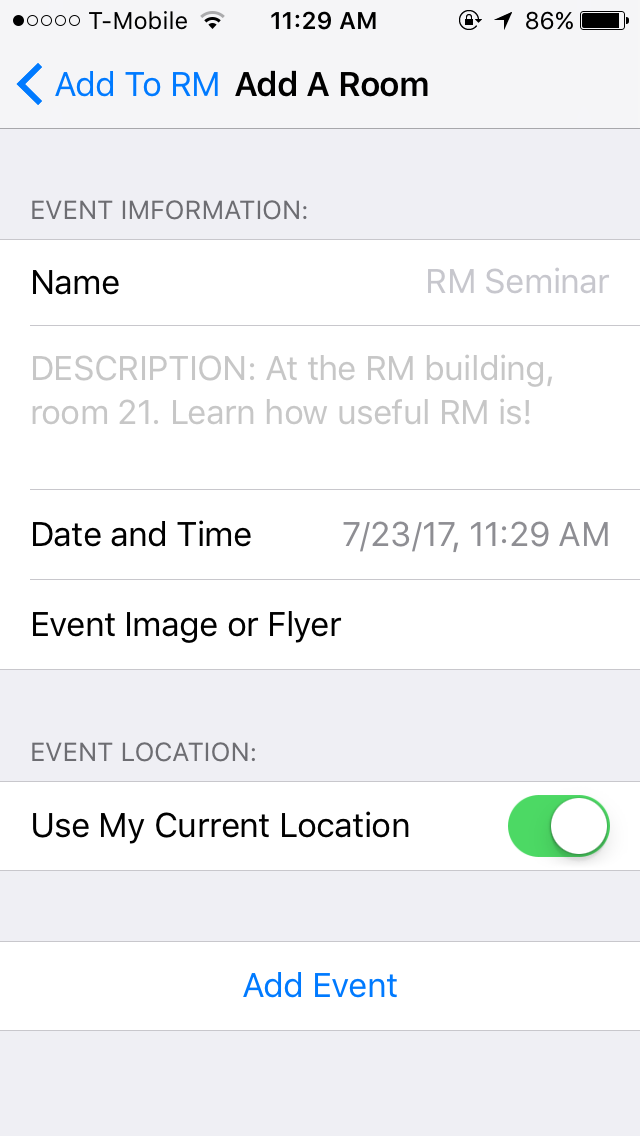 T-Mobile 11:29 AM 86%
Add To RM Add A Room
EVENT IMFORMATION:
Name RM Seminar
DESCRIPTION: At the RM building,
room 21. Learn how useful RM is!
Date and Time 7/23/17, 11:29 AM
Event Image or Flyer
EVENT LOCATION:
Use My Current Location
Add Event